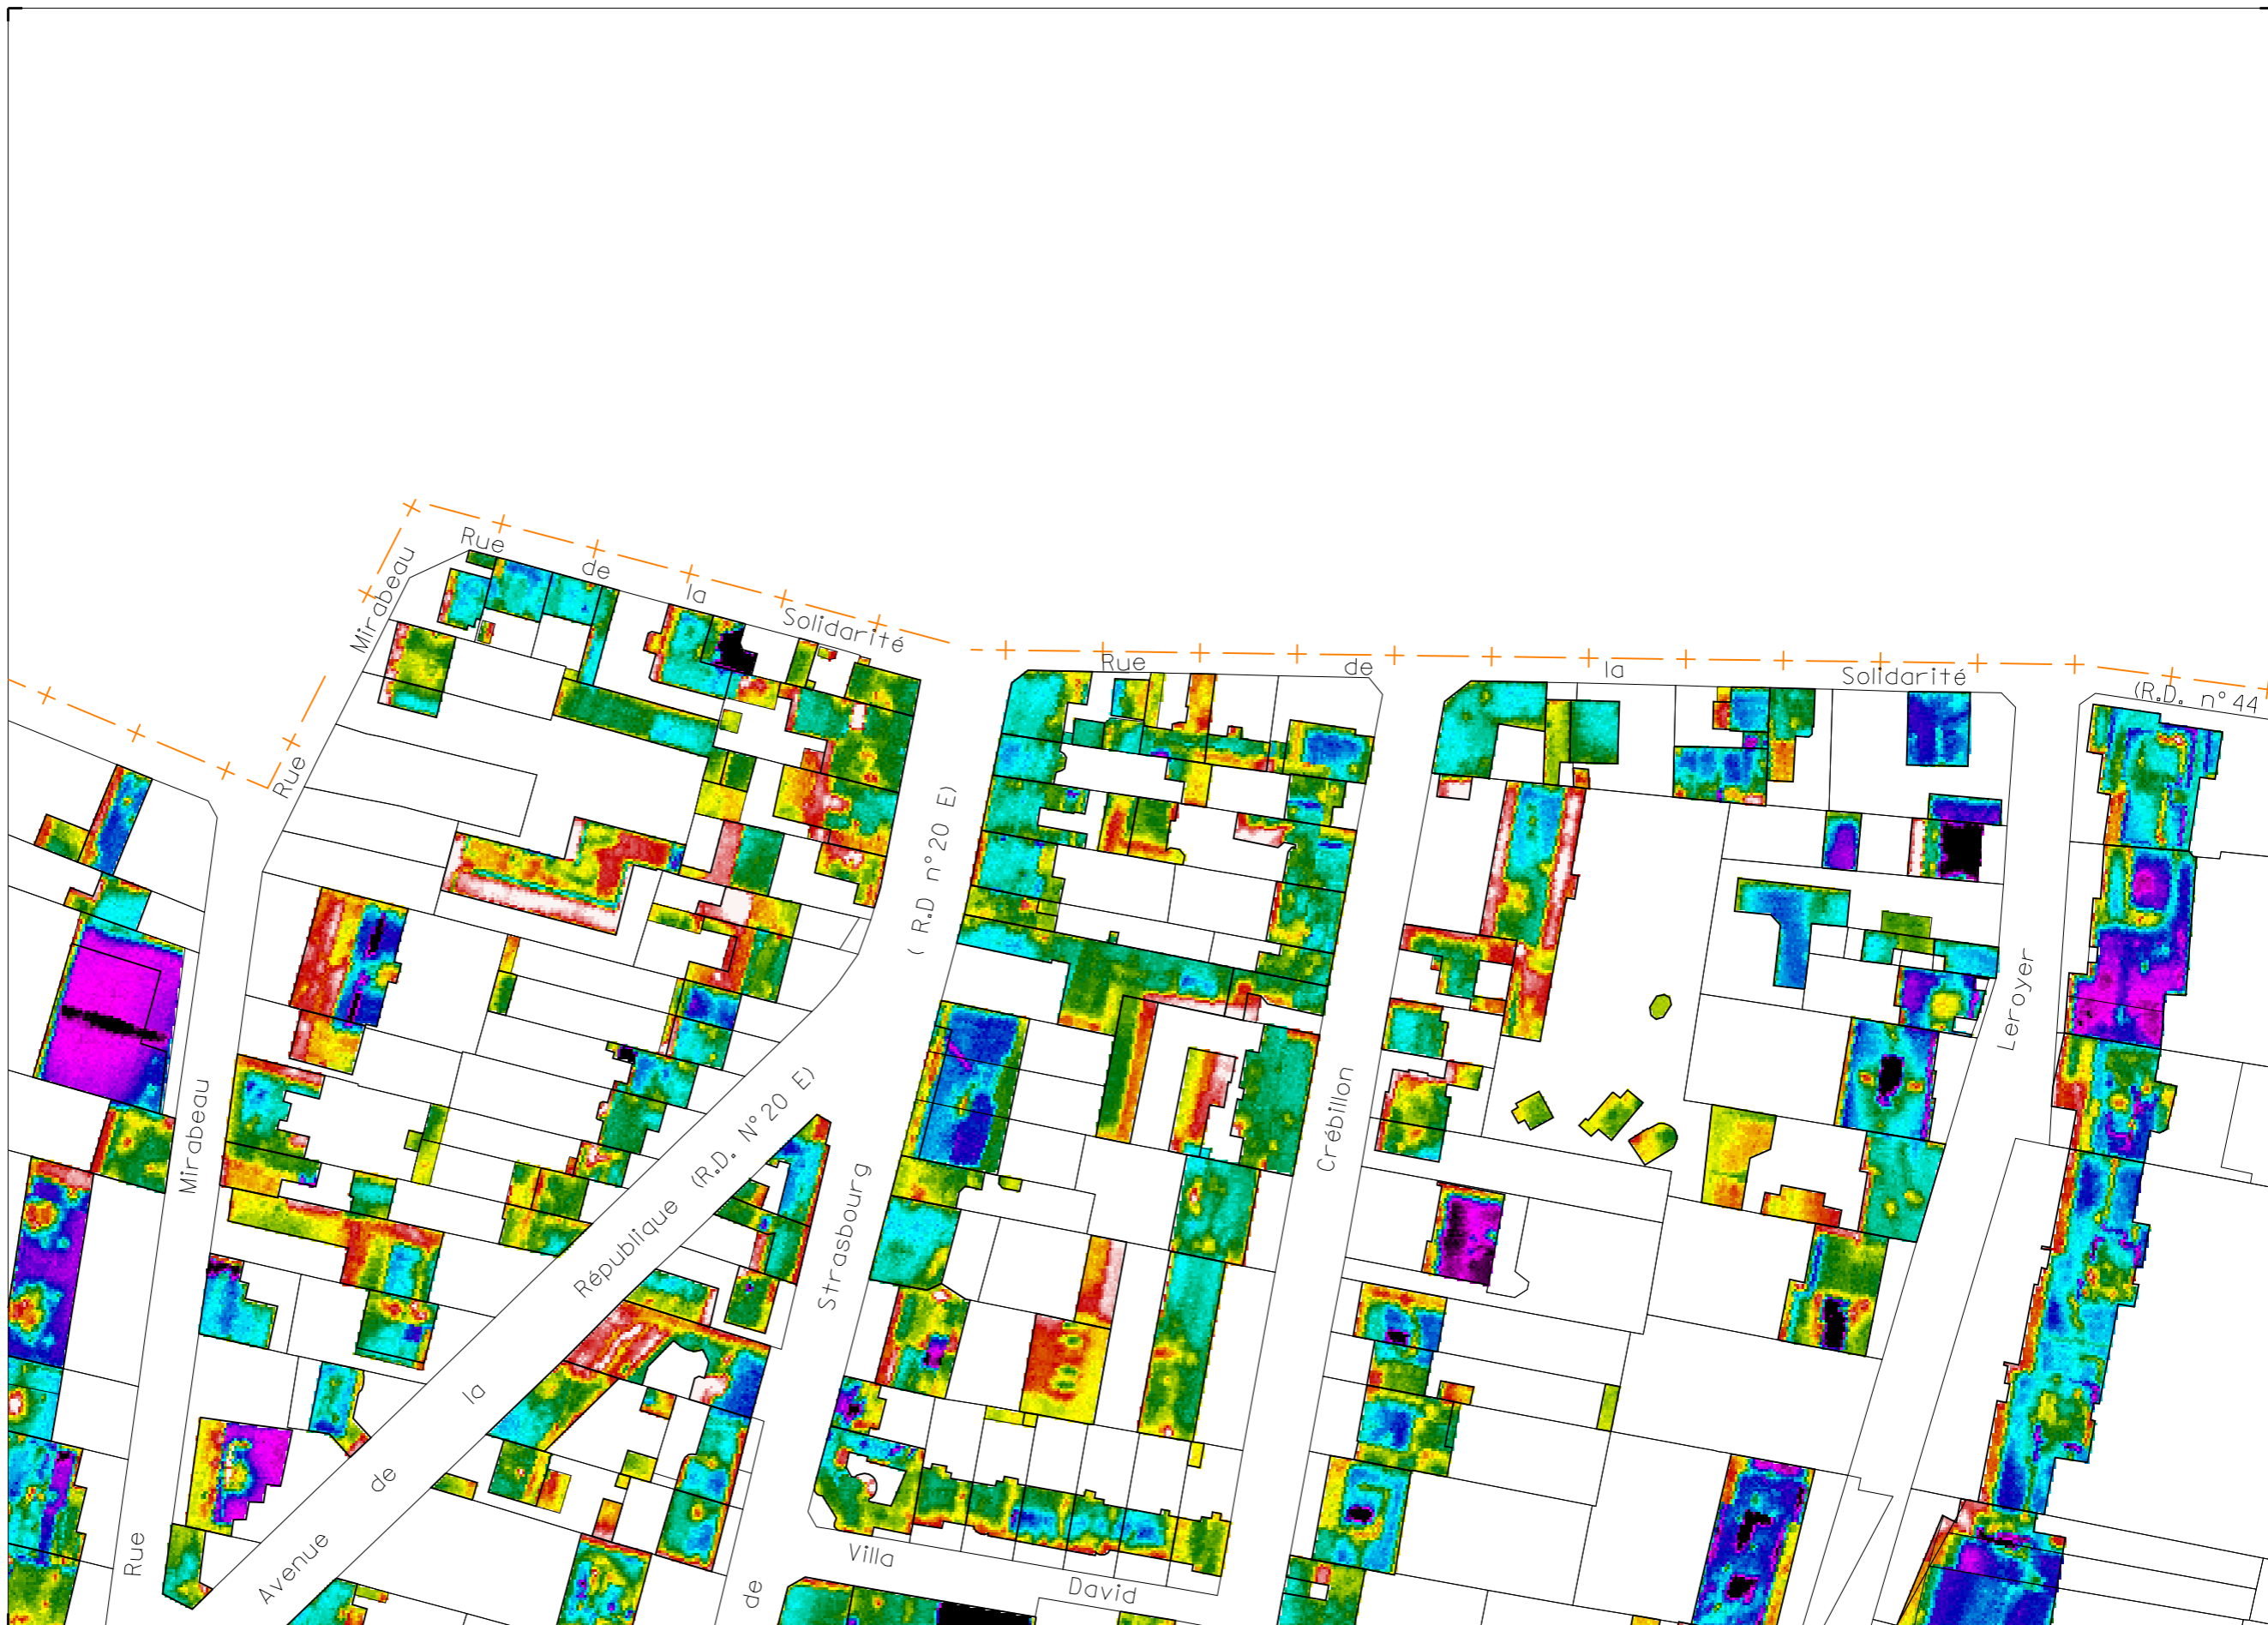 Rue
de
la
Solidarité
Mirabeau
Rue
Rue
de
la
Solidarité
(R.D. n°44
( R.D n°20 E)
Leroyer
Crébillon
Mirabeau
Rue
Avenue
de
la
République
(R.D. N°20 E)
Strasbourg
de
Villa
David